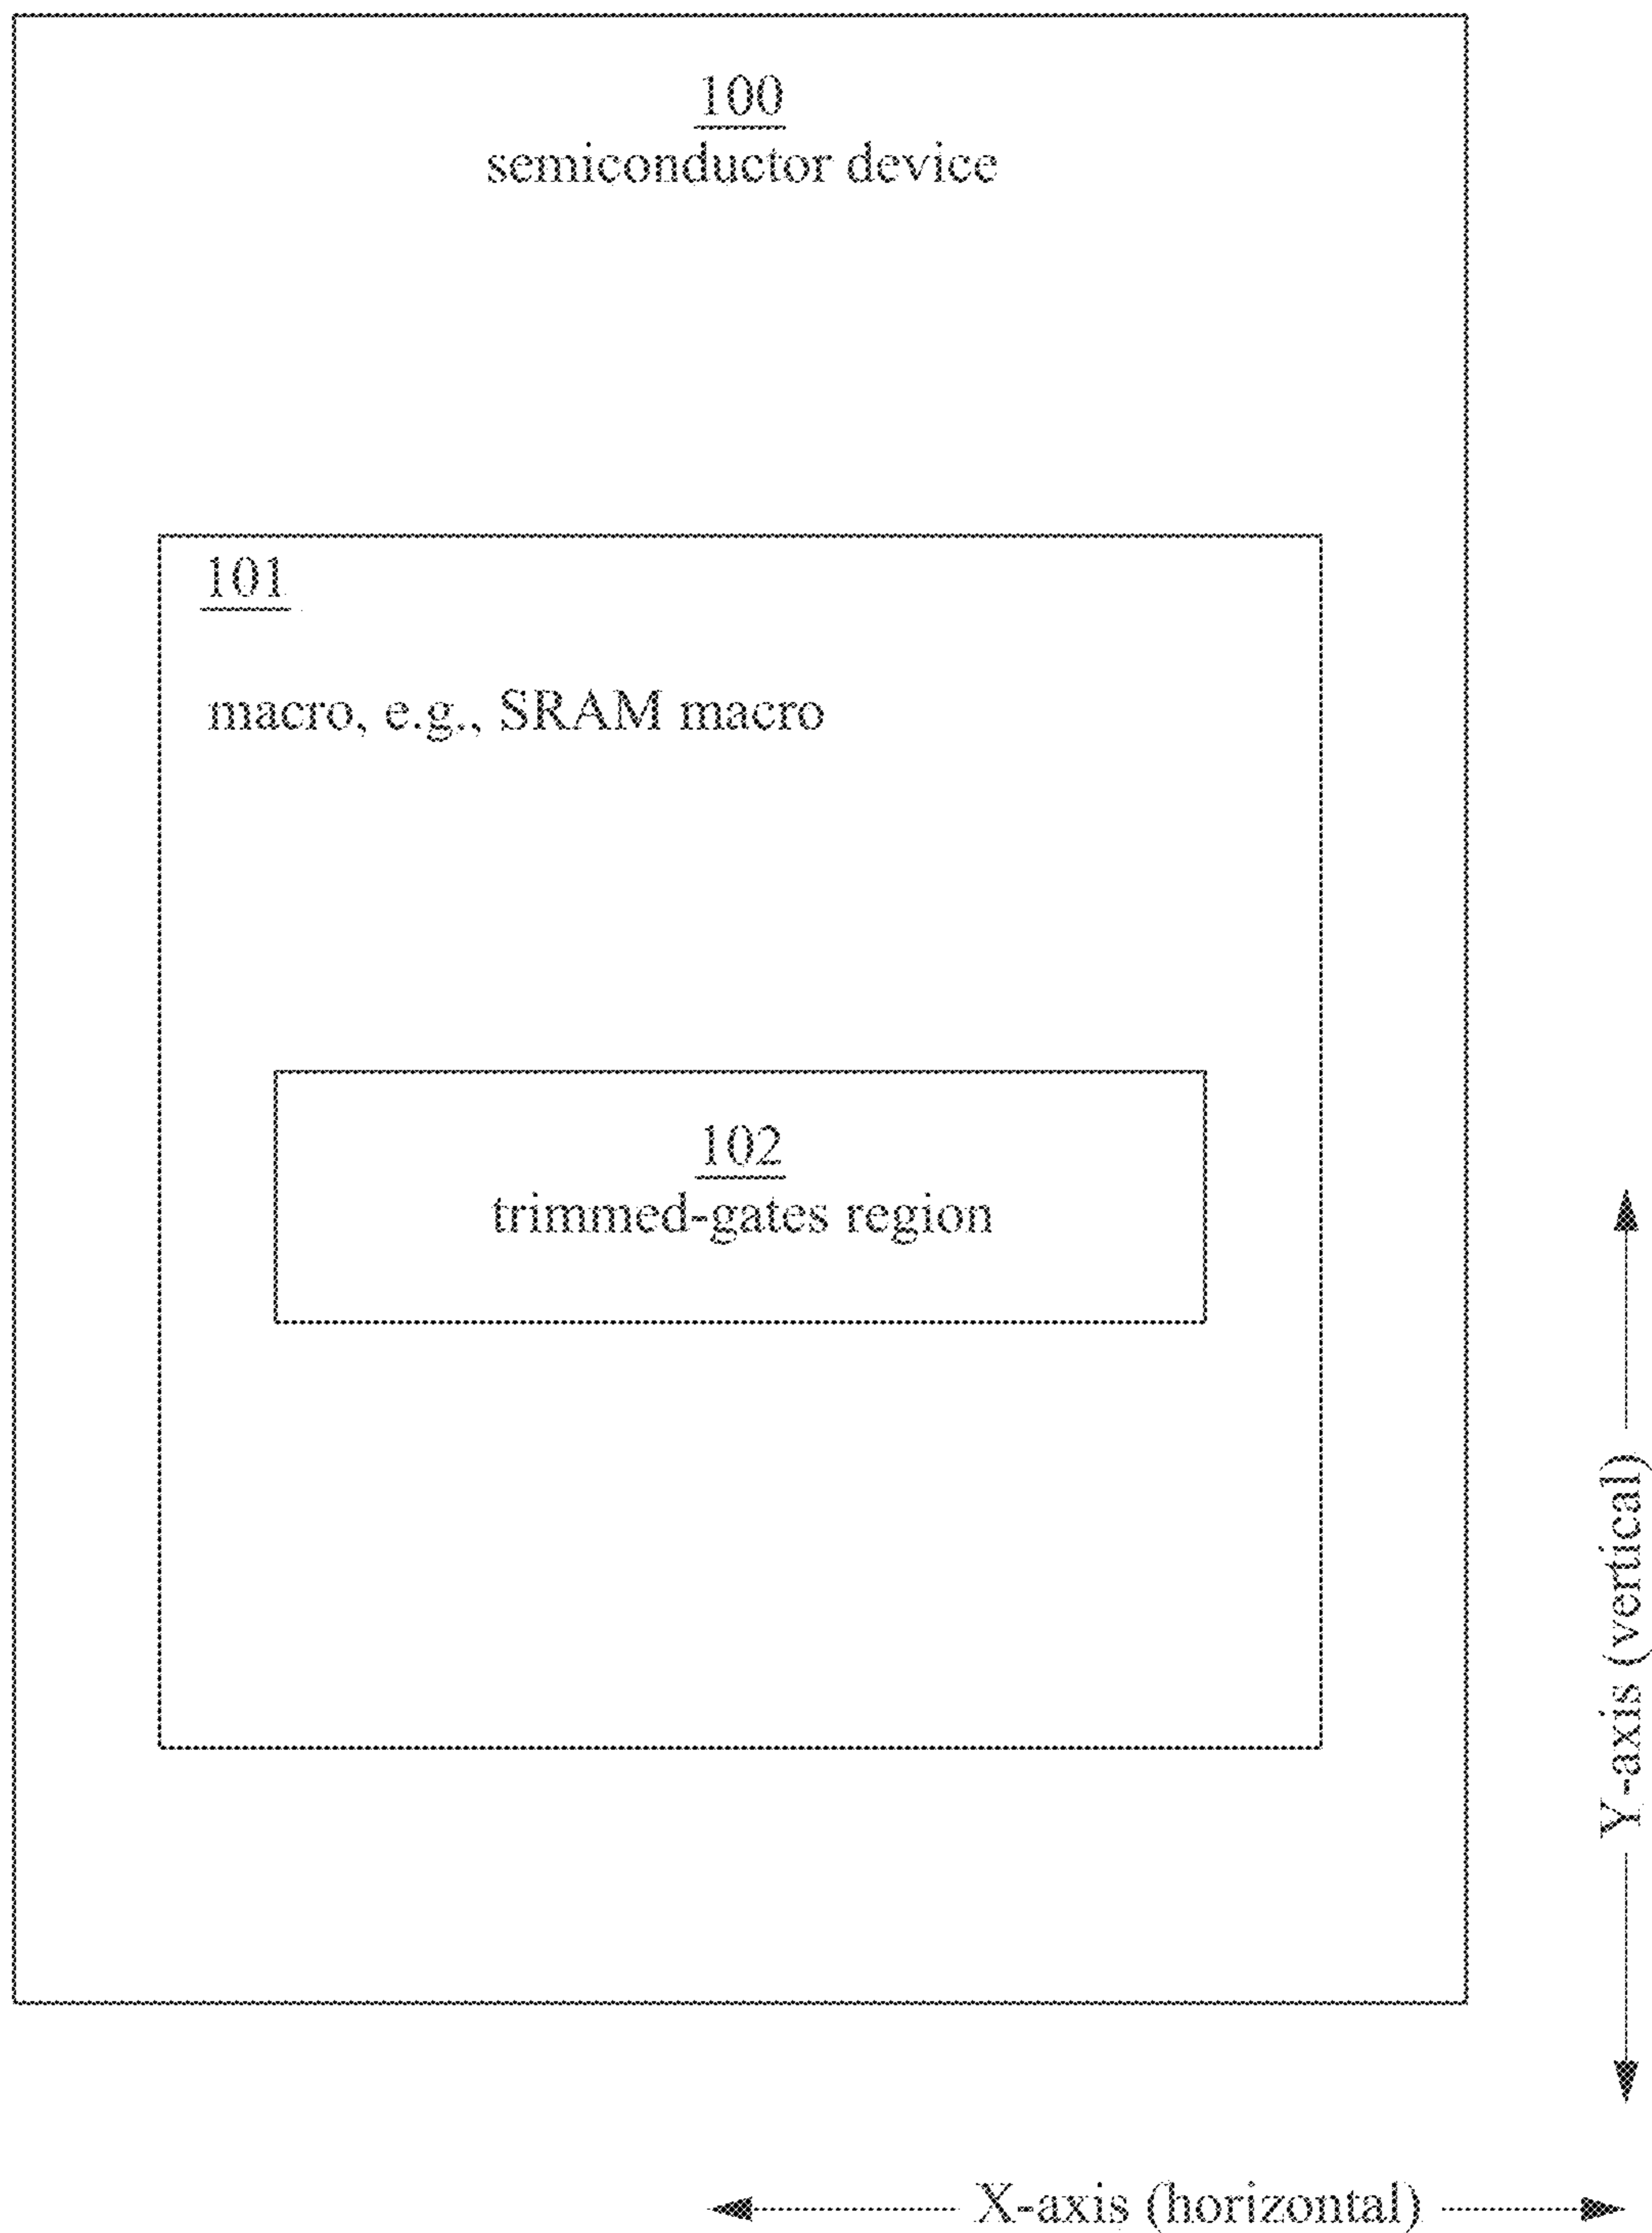 100
semiconductor device
101
macro, e.g., SRAM macro
102
trimmed-gates region
Y-axis (vertical)
X-axis (horizontal)